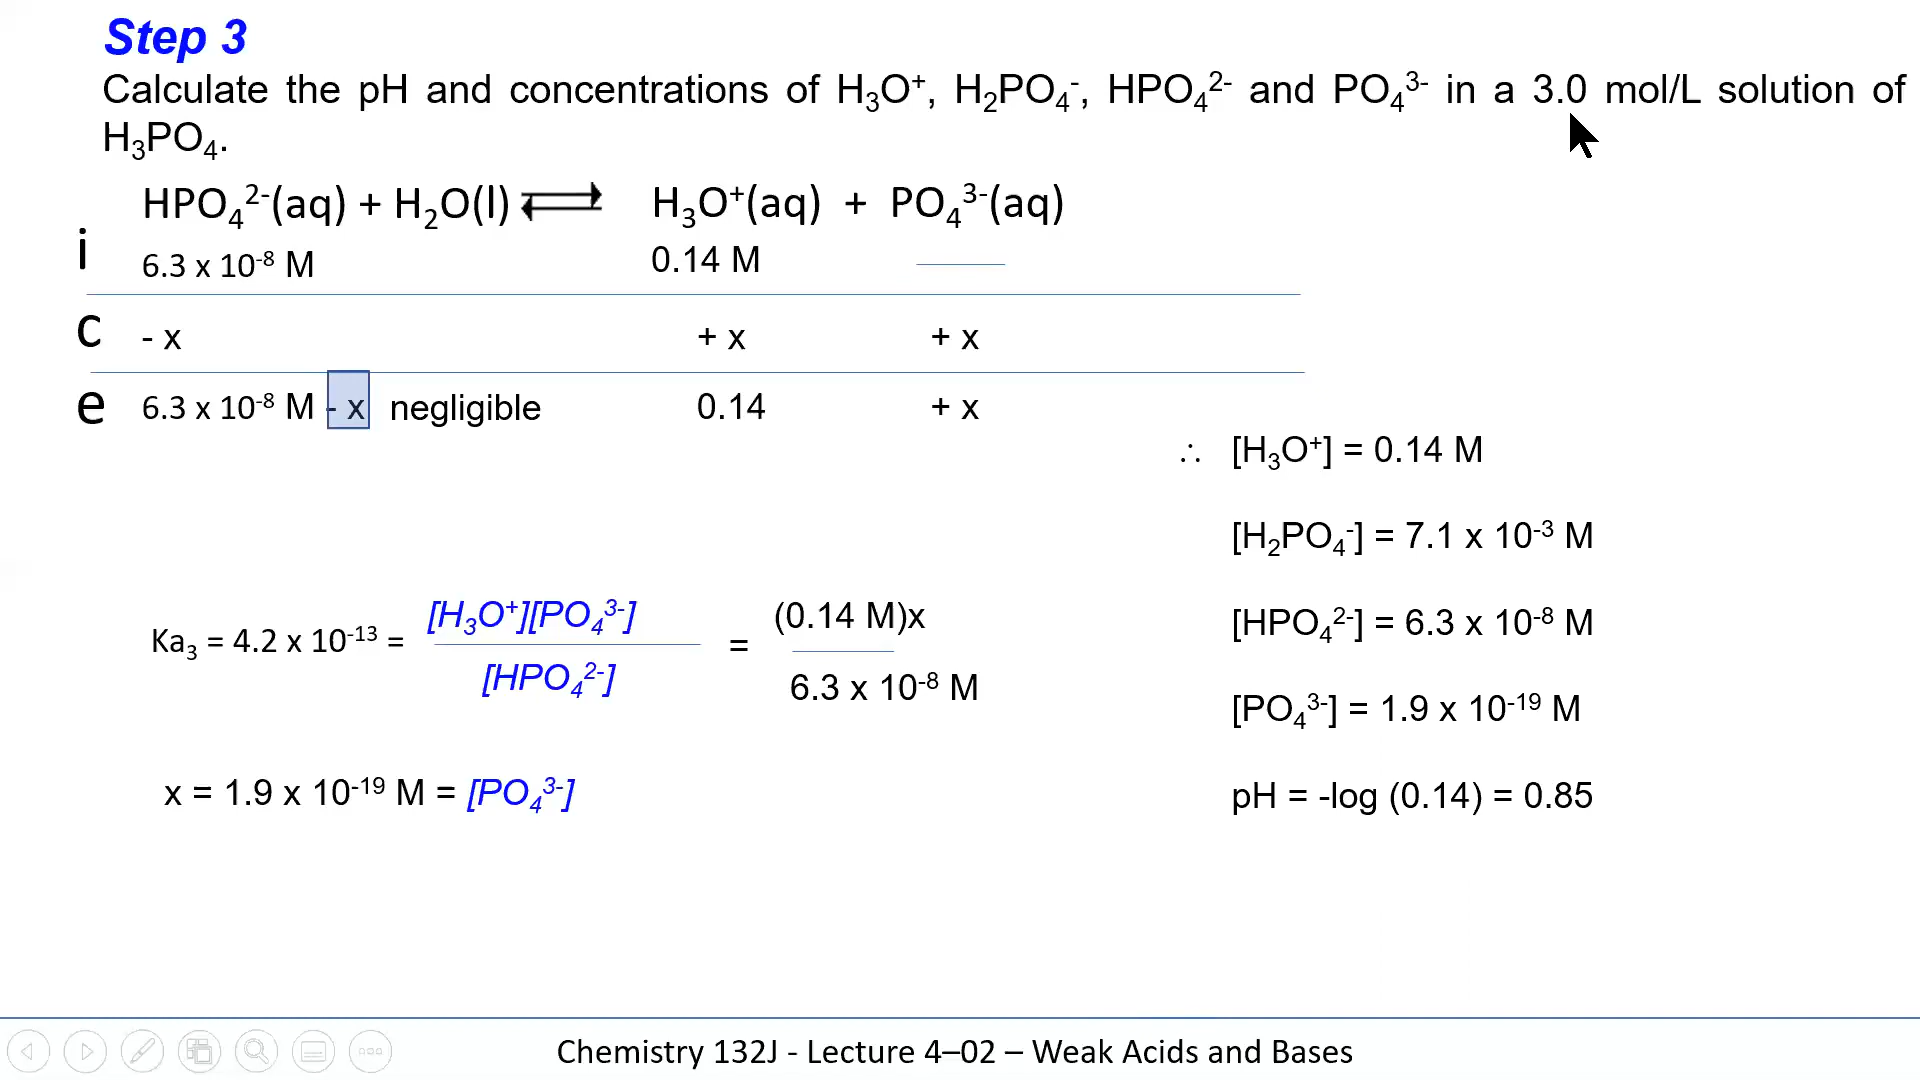 Step 3
Calculate the pH and concentrations of H₃O⁺, H₂PO₄⁻, HPO₄²⁻ and PO₄³⁻ in a 3.0 mol/L solution of
H₃PO₄.
HPO₄²⁻(aq) + H₂O(l) ⇌ H₃O⁺(aq) + PO₄³⁻(aq)
i 6.3 x 10⁻⁸ M 0.14 M
c - x + x + x
e 6.3 x 10⁻⁸ M - x negligible 0.14 + x
∴ [H₃O⁺] = 0.14 M
[H₂PO₄⁻] = 7.1 x 10⁻³ M
[HPO₄²⁻] = 6.3 x 10⁻⁸ M
[PO₄³⁻] = 1.9 x 10⁻¹⁹ M
pH = -log (0.14) = 0.85
Ka₃ = 4.2 x 10⁻¹³ = [H₃O⁺][PO₄³⁻] = (0.14 M)x
[HPO₄²⁻] 6.3 x 10⁻⁸ M
x = 1.9 x 10⁻¹⁹ M = [PO₄³⁻]
Chemistry 132J - Lecture 4–02 – Weak Acids and Bases